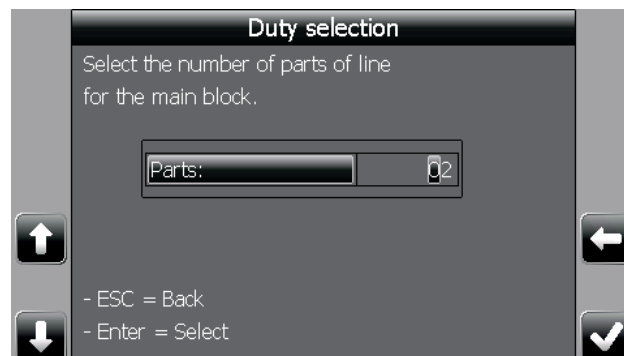 Duty selection
Select the number of parts of line
for the main block.
Parts: 02
- ESC = Back
- Enter = Select